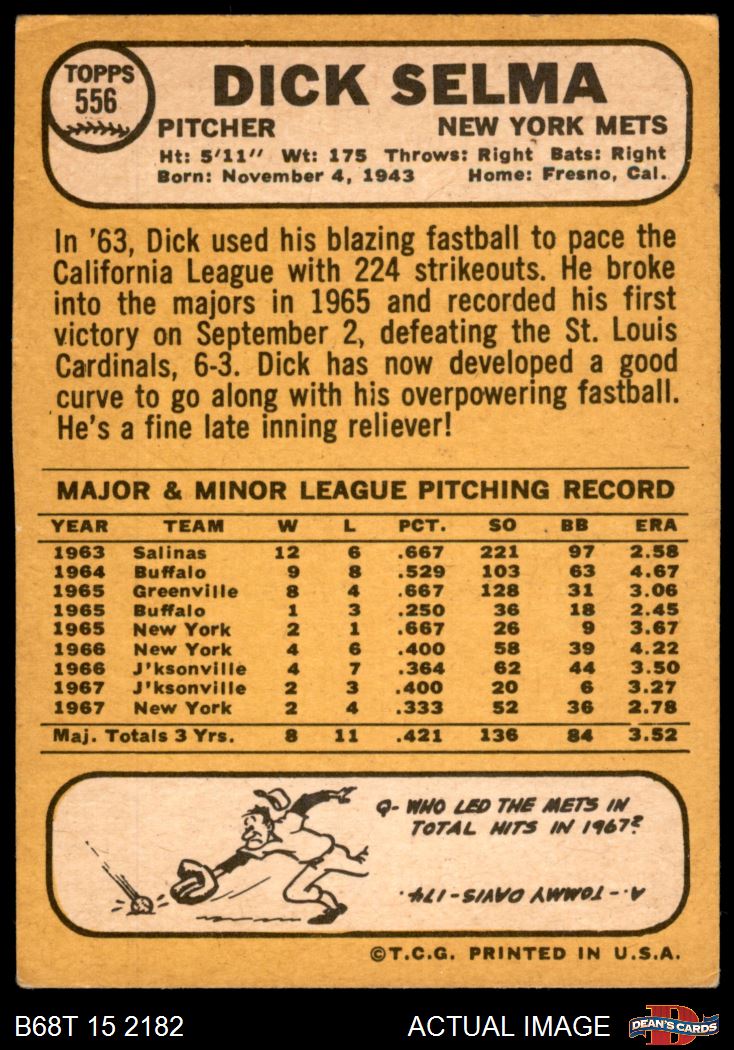 TOPPS
556
DICK SELMA
PITCHER NEW YORK METS
Ht: 5'11" Wt: 175 Throws: Right Bats: Right
Born: November 4, 1943 Home: Fresno, Cal.
In '63, Dick used his blazing fastball to pace the
California League with 224 strikeouts. He broke
into the majors in 1965 and recorded his first
victory on September 2, defeating the St. Louis
Cardinals, 6-3. Dick has now developed a good
curve to go along with his overpowering fastball.
He's a fine late inning reliever!
MAJOR & MINOR LEAGUE PITCHING RECORD
YEAR TEAM W L PCT. SO BB ERA
1963 Salinas 12 6 .667 221 97 2.58
1964 Buffalo 9 8 .529 103 63 4.67
1965 Greenville 8 4 .667 128 31 3.06
1965 Buffalo 1 3 .250 36 18 2.45
1965 New York 2 1 .667 26 9 3.67
1966 New York 4 6 .400 58 39 4.22
1966 J'ksonville 4 7 .364 62 44 3.50
1967 J'ksonville 2 3 .400 20 6 3.27
1967 New York 2 4 .333 52 36 2.78
Maj. Totals 3 Yrs. 8 11 .421 136 84 3.52
Q- WHO LED THE METS IN
TOTAL HITS IN 1967?
A.- TOMMY DAVIS-174.
©T.C.G. PRINTED IN U.S.A.
B68T 15 2182 ACTUAL IMAGE DEAN'S CARDS